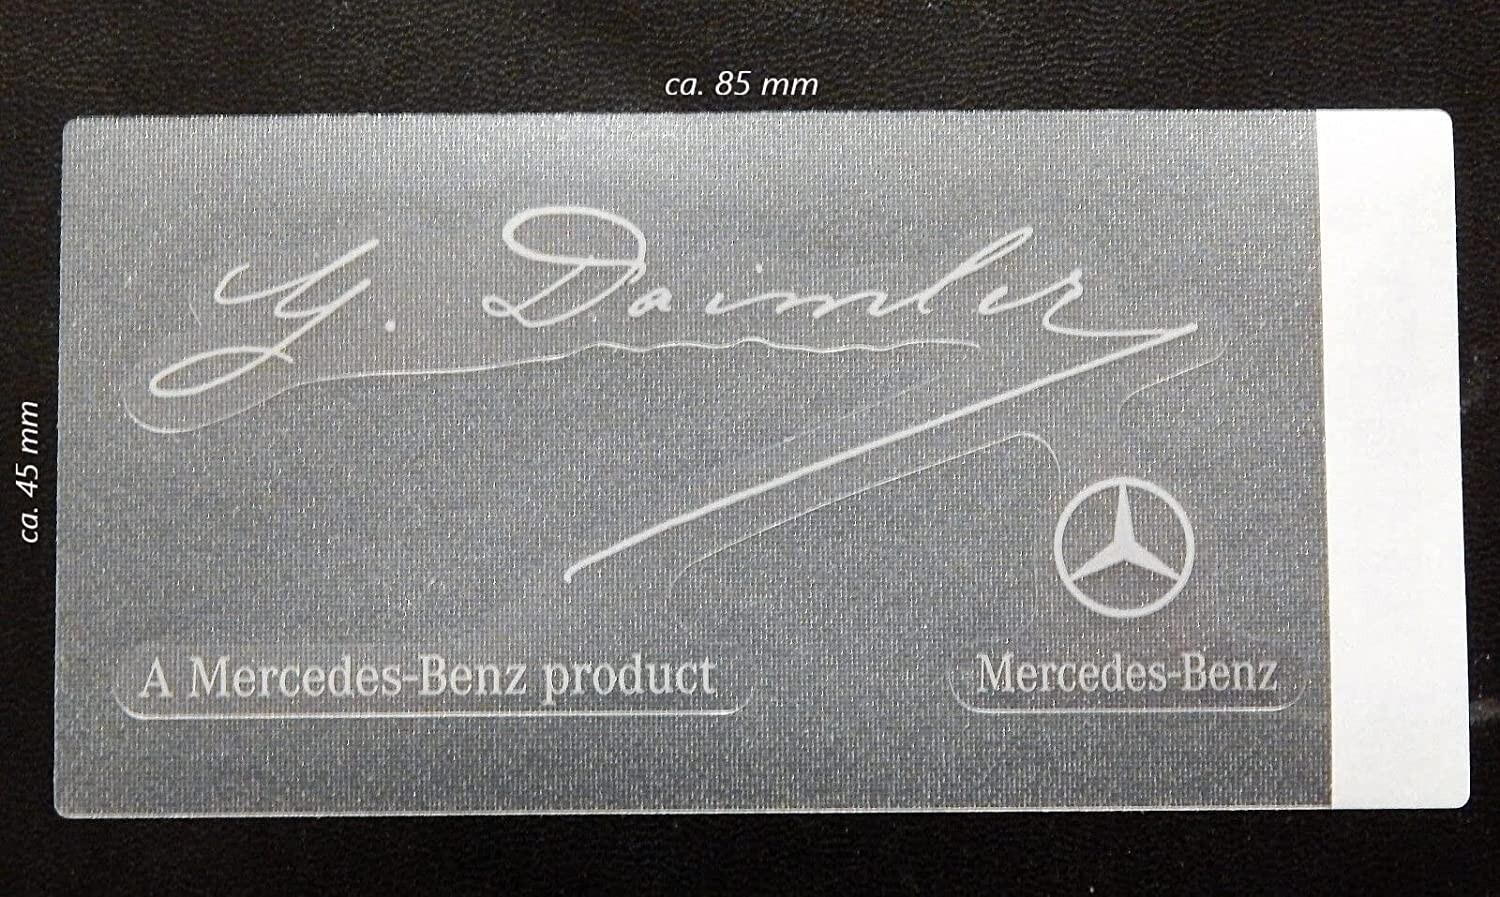 ca. 85 mm
ca. 45 mm
G. Daimler
A Mercedes-Benz product
Mercedes-Benz